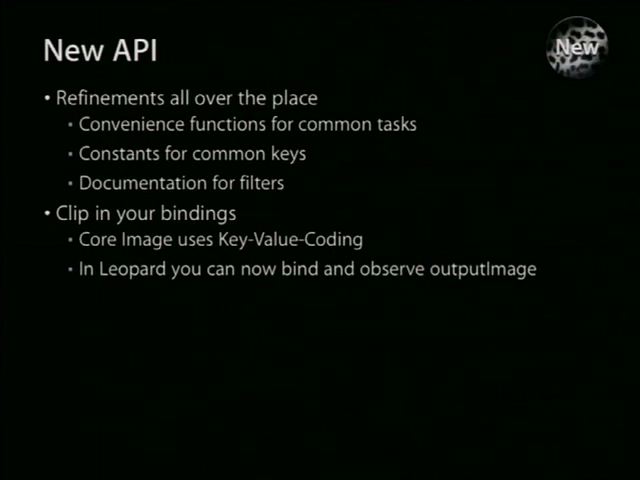 New API
New
• Refinements all over the place
▪ Convenience functions for common tasks
▪ Constants for common keys
▪ Documentation for filters
• Clip in your bindings
▪ Core Image uses Key-Value-Coding
▪ In Leopard you can now bind and observe outputImage